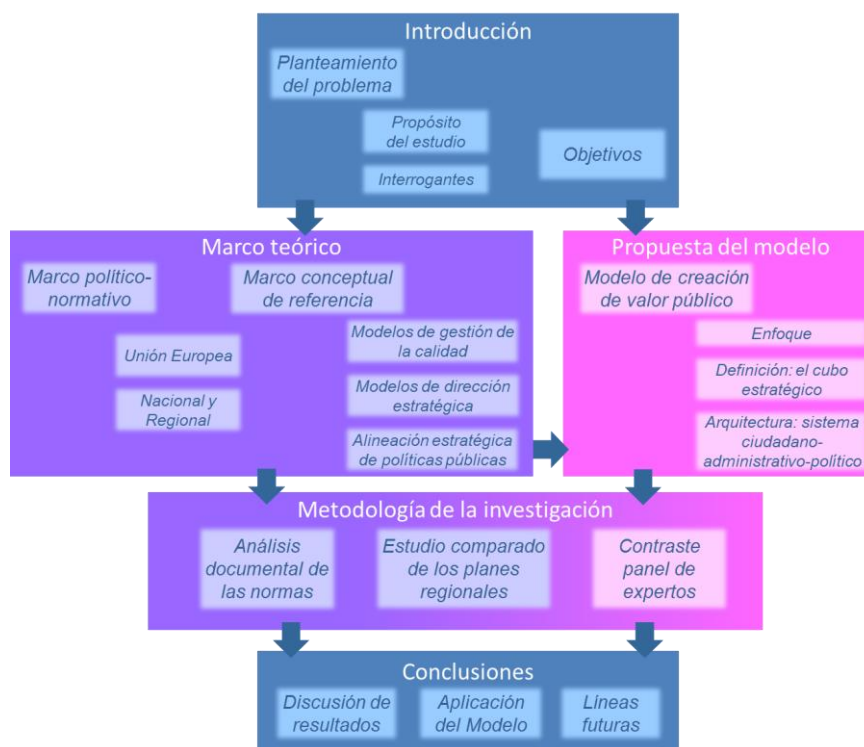 Introducción
Planteamiento
del problema
Propósito
del estudio
Interrogantes
Objetivos
Marco teórico
Marco político-
normativo
Marco conceptual
de referencia
Unión Europea
Nacional y
Regional
Modelos de gestión de
la calidad
Modelos de dirección
estratégica
Alineación estratégica
de políticas públicas
Propuesta del modelo
Modelo de creación
de valor público
Enfoque
Definición: el cubo
estratégico
Arquitectura: sistema
ciudadano-
administrativo-político
Metodología de la investigación
Análisis
documental de
las normas
Estudio comparado
de los planes
regionales
Contraste
panel de
expertos
Conclusiones
Discusión de
resultados
Aplicación
del Modelo
Líneas
futuras